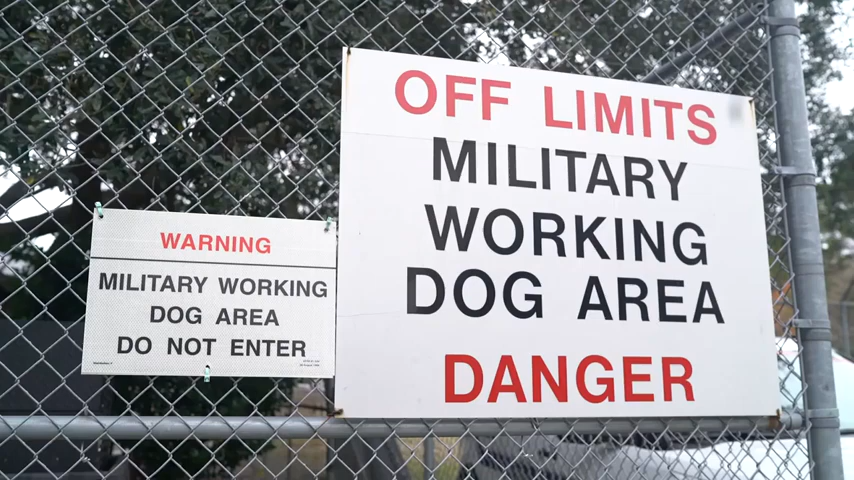 WARNING
MILITARY WORKING
DOG AREA
DO NOT ENTER
OFF LIMITS
MILITARY
WORKING
DOG AREA
DANGER